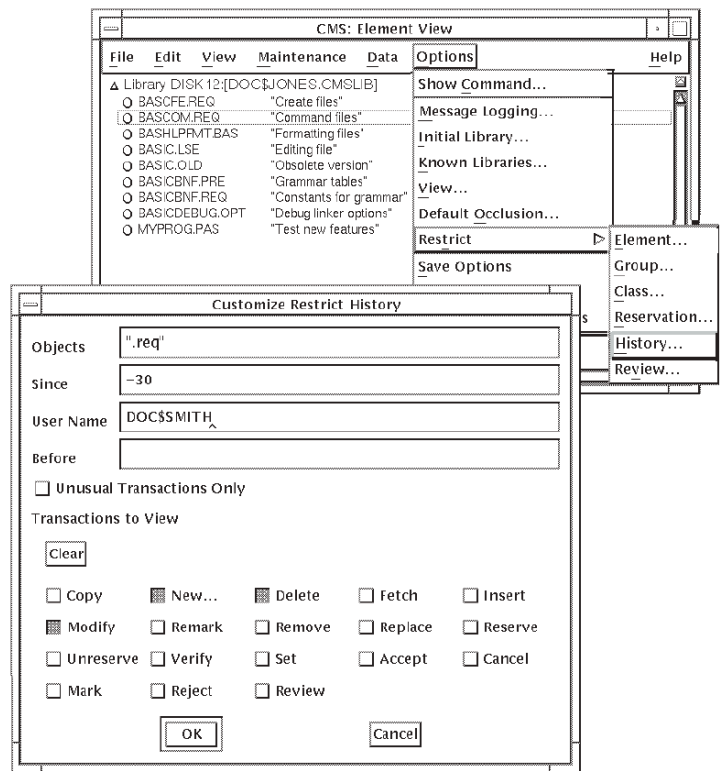 CMS: Element View
File Edit View Maintenance Data Options Help
Library DISK12:[DOC$JONES.CMSLIB]
BASCFE.REQ "Create files"
BASCOM.REQ "Command files"
BASHLPFMT.BAS "Formatting files"
BASIC.LSE "Editing file"
BASIC.OLD "Obsolete version"
BASICBNF.PRE "Grammar tables"
BASICBNF.REQ "Constants for grammar"
BASICDEBUG.OPT "Debug linker options"
MYPROG.PAS "Test new features"
Show Command...
Message Logging...
Initial Library...
Known Libraries...
View...
Default Occlusion...
Restrict
Save Options
s
Element...
Group...
Class...
Reservation...
History...
Review...
Customize Restrict History
Objects ".req"
Since -30
User Name DOC$SMITH
Before
Unusual Transactions Only
Transactions to View
Clear
Copy New... Delete Fetch Insert
Modify Remark Remove Replace Reserve
Unreserve Verify Set Accept Cancel
Mark Reject Review
OK Cancel